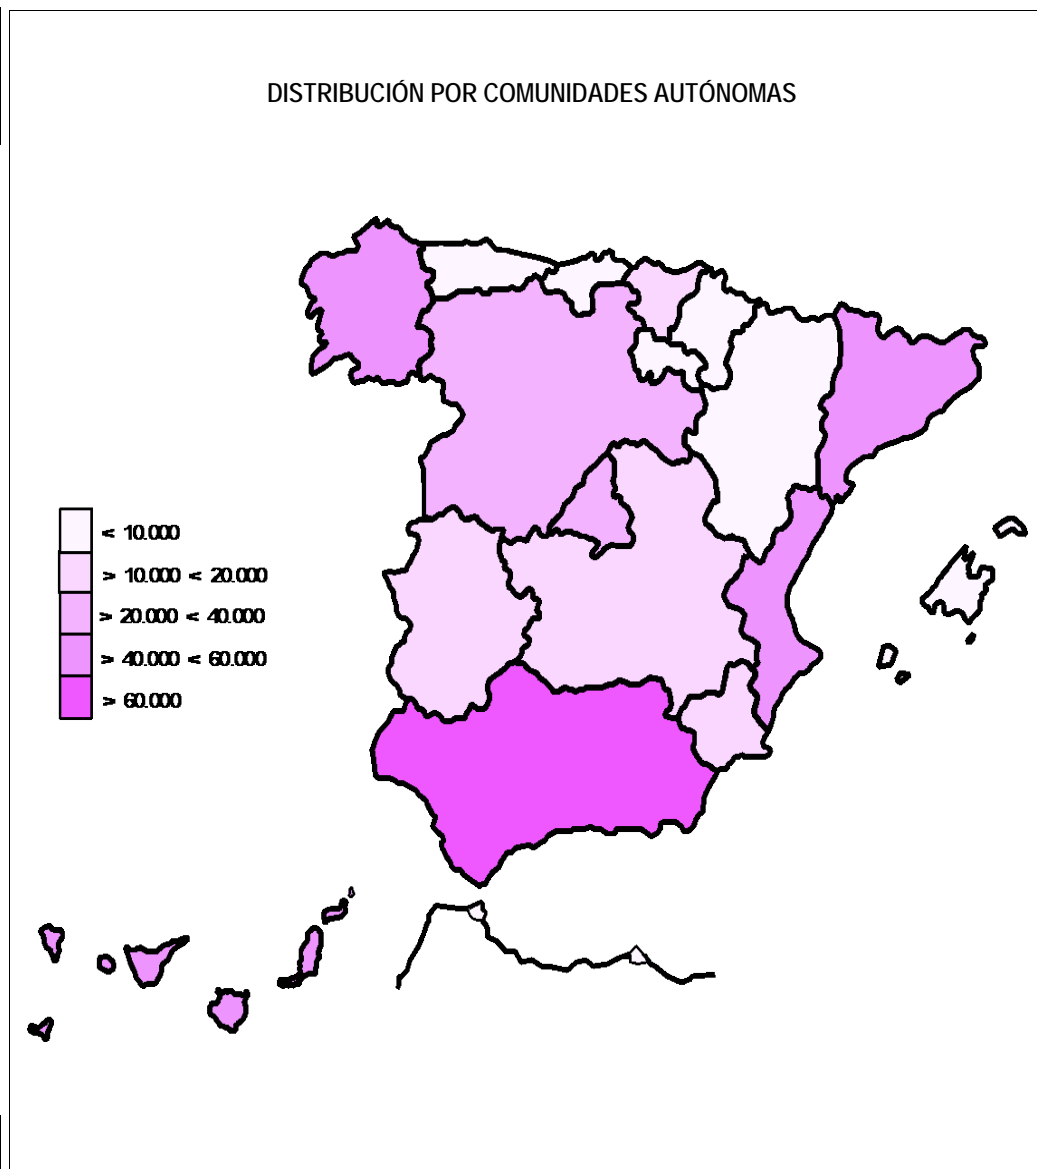 DISTRIBUCIÓN POR COMUNIDADES AUTÓNOMAS
< 10.000
> 10.000 < 20.000
> 20.000 < 40.000
> 40.000 < 60.000
> 60.000